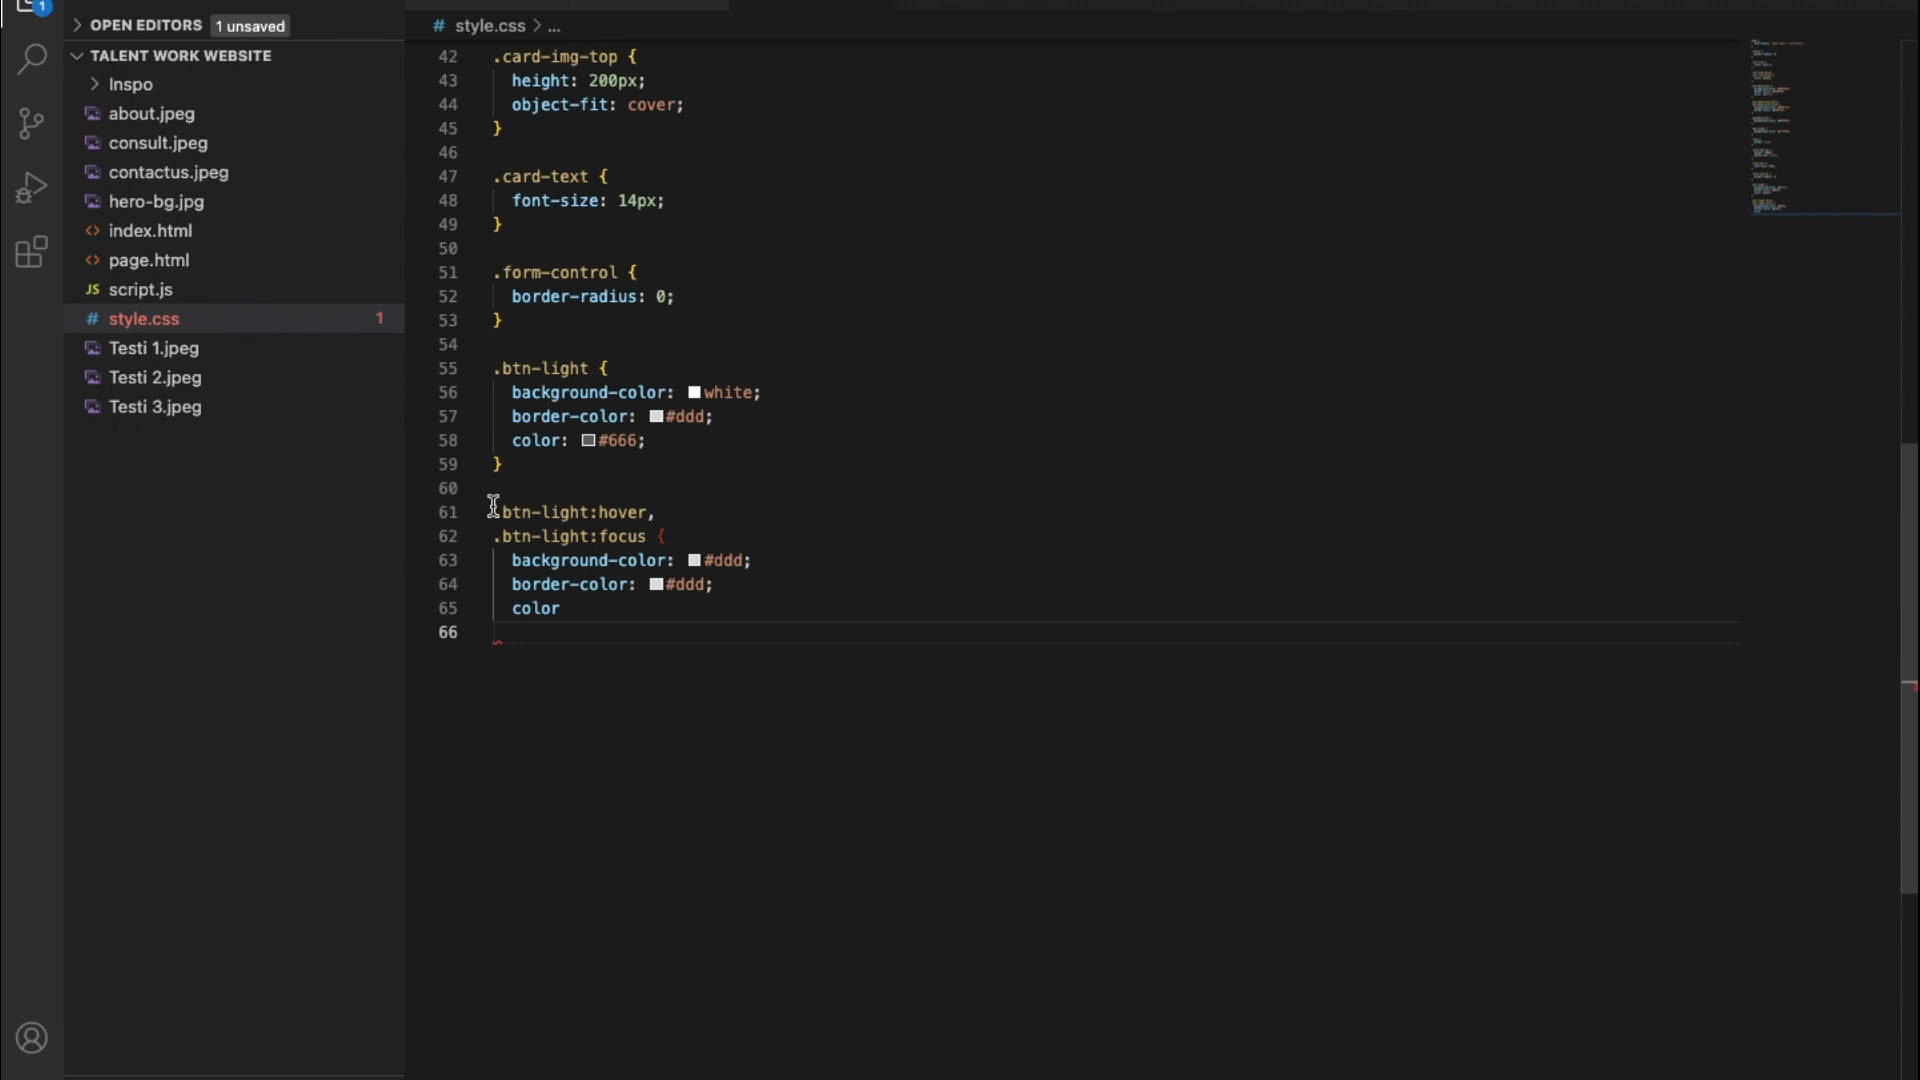 1
OPEN EDITORS 1 unsaved
TALENT WORK WEBSITE
Inspo
about.jpeg
consult.jpeg
contactus.jpeg
hero-bg.jpg
index.html
page.html
JS script.js
# style.css 1
Testi 1.jpeg
Testi 2.jpeg
Testi 3.jpeg
# style.css > ...
42 .card-img-top {
43 height: 200px;
44 object-fit: cover;
45 }
46
47 .card-text {
48 font-size: 14px;
49 }
50
51 .form-control {
52 border-radius: 0;
53 }
54
55 .btn-light {
56 background-color: white;
57 border-color: #ddd;
58 color: #666;
59 }
60
61 .btn-light:hover,
62 .btn-light:focus {
63 background-color: #ddd;
64 border-color: #ddd;
65 color
66